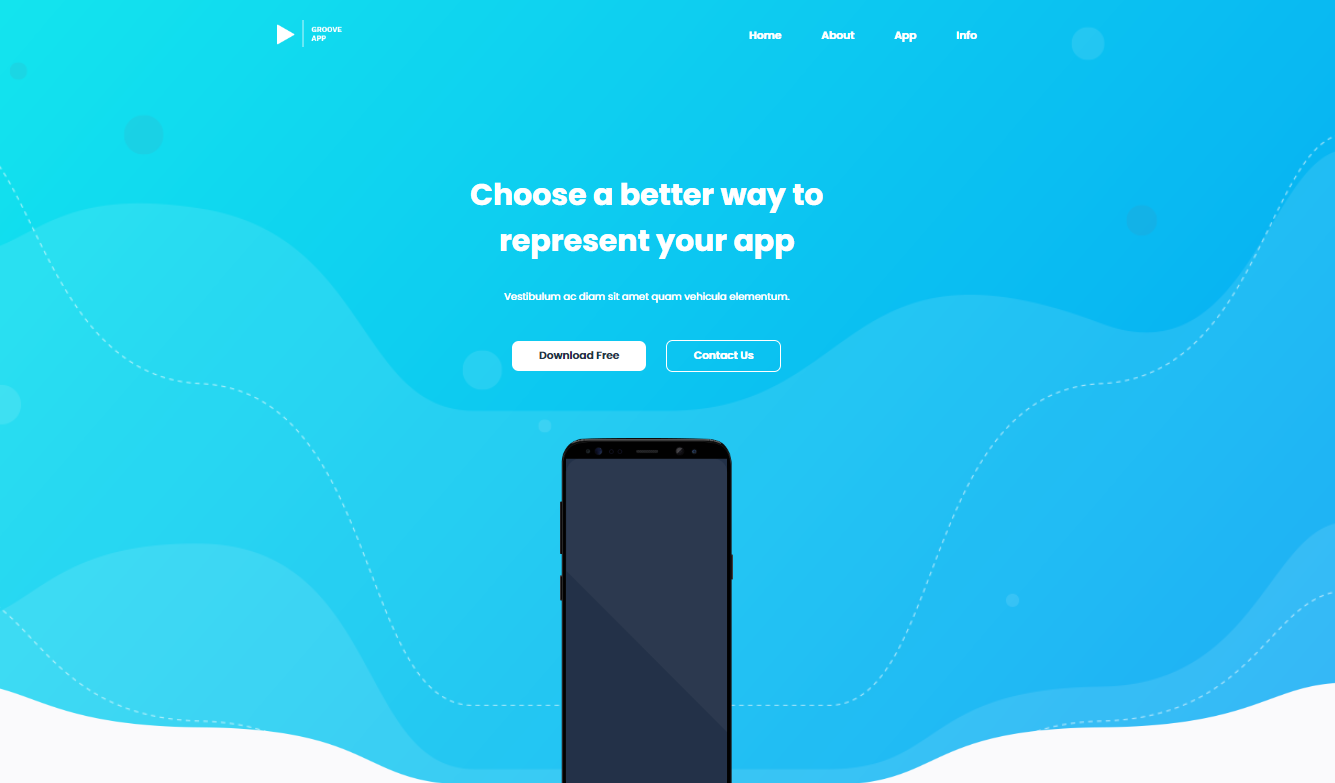 GROOVE
APP
Home About App Info
Choose a better way to
represent your app
Vestibulum ac diam sit amet quam vehicula elementum.
Download Free Contact Us